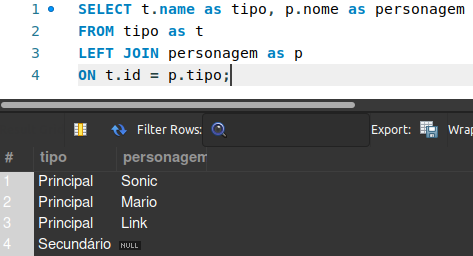 1 SELECT t.name as tipo, p.nome as personagem
2 FROM tipo as t
3 LEFT JOIN personagem as p
4 ON t.id = p.tipo;
Filter Rows: Export: Wrap
# tipo personagem
1 Principal Sonic
2 Principal Mario
3 Principal Link
4 Secundário NULL